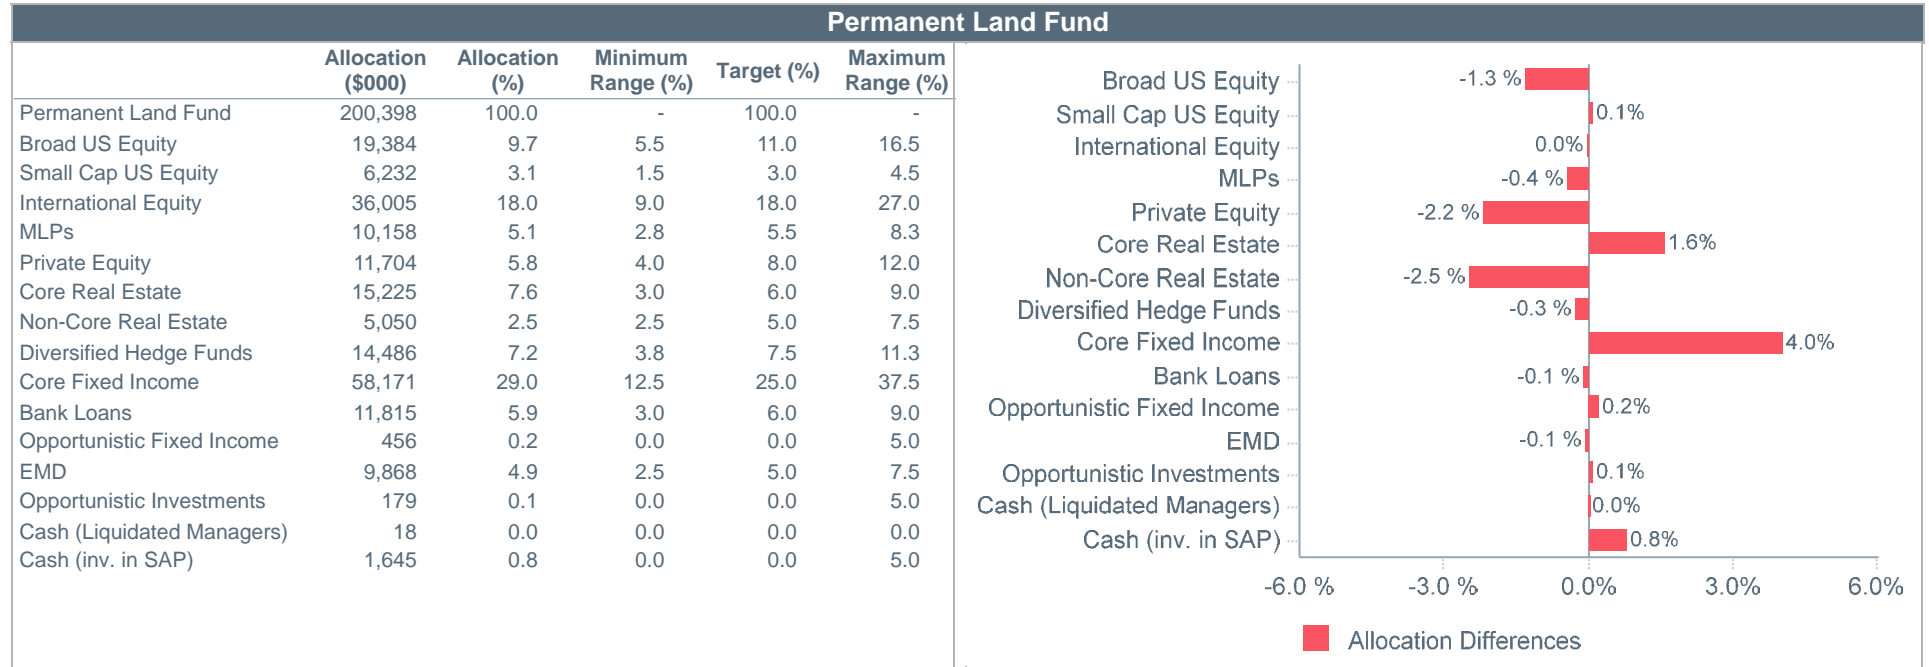 Permanent Land Fund
Allocation ($000) Allocation (%) Minimum Range (%) Target (%) Maximum Range (%)
Permanent Land Fund 200,398 100.0 - 100.0 -
Broad US Equity 19,384 9.7 5.5 11.0 16.5
Small Cap US Equity 6,232 3.1 1.5 3.0 4.5
International Equity 36,005 18.0 9.0 18.0 27.0
MLPs 10,158 5.1 2.8 5.5 8.3
Private Equity 11,704 5.8 4.0 8.0 12.0
Core Real Estate 15,225 7.6 3.0 6.0 9.0
Non-Core Real Estate 5,050 2.5 2.5 5.0 7.5
Diversified Hedge Funds 14,486 7.2 3.8 7.5 11.3
Core Fixed Income 58,171 29.0 12.5 25.0 37.5
Bank Loans 11,815 5.9 3.0 6.0 9.0
Opportunistic Fixed Income 456 0.2 0.0 0.0 5.0
EMD 9,868 4.9 2.5 5.0 7.5
Opportunistic Investments 179 0.1 0.0 0.0 5.0
Cash (Liquidated Managers) 18 0.0 0.0 0.0 0.0
Cash (inv. in SAP) 1,645 0.8 0.0 0.0 5.0
Broad US Equity -1.3 %
Small Cap US Equity 0.1%
International Equity 0.0%
MLPs -0.4 %
Private Equity -2.2 %
Core Real Estate 1.6%
Non-Core Real Estate -2.5 %
Diversified Hedge Funds -0.3 %
Core Fixed Income 4.0%
Bank Loans -0.1 %
Opportunistic Fixed Income 0.2%
EMD -0.1 %
Opportunistic Investments 0.1%
Cash (Liquidated Managers) 0.0%
Cash (inv. in SAP) 0.8%
-6.0 % -3.0 % 0.0% 3.0% 6.0%
Allocation Differences